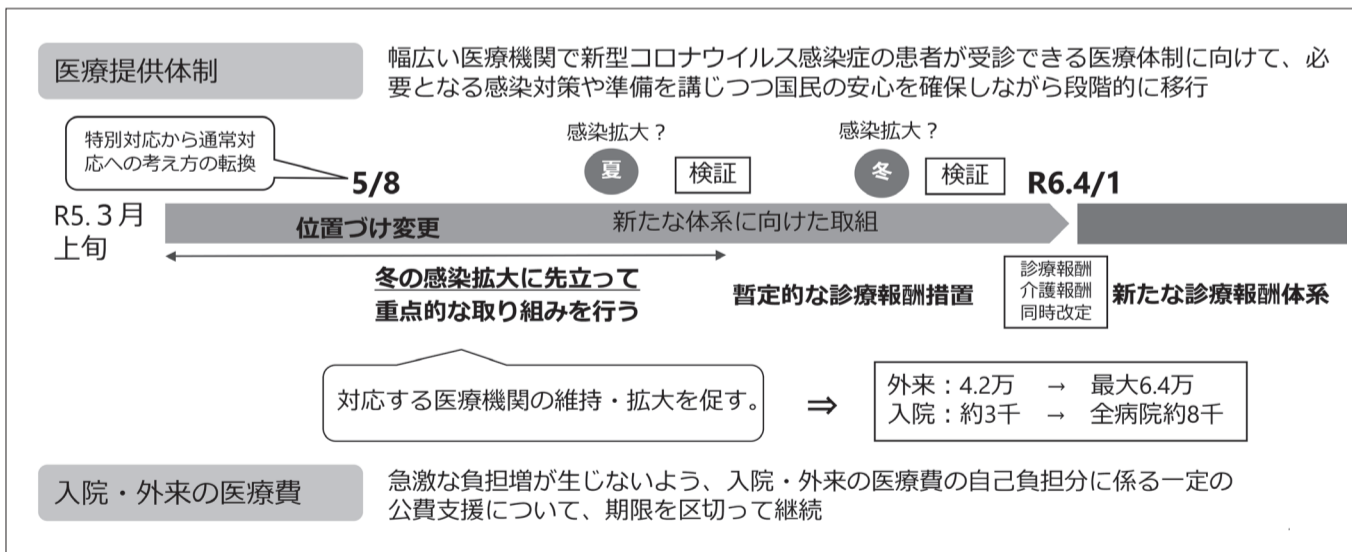 医療提供体制
幅広い医療機関で新型コロナウイルス感染症の患者が受診できる医療体制に向けて、必
要となる感染対策や準備を講じつつ国民の安心を確保しながら段階的に移行
特別対応から通常対
応への考え方の転換
感染拡大？
感染拡大？
5/8
夏
検証
冬
検証
R6.4/1
R5.３月
上旬
位置づけ変更
新たな体系に向けた取組
冬の感染拡大に先立って
重点的な取り組みを行う
暫定的な診療報酬措置
診療報酬
介護報酬
同時改定
新たな診療報酬体系
対応する医療機関の維持・拡大を促す。
⇒
外来：4.2万 → 最大6.4万
入院：約3千 → 全病院約8千
入院・外来の医療費
急激な負担増が生じないよう、入院・外来の医療費の自己負担分に係る一定の
公費支援について、期限を区切って継続